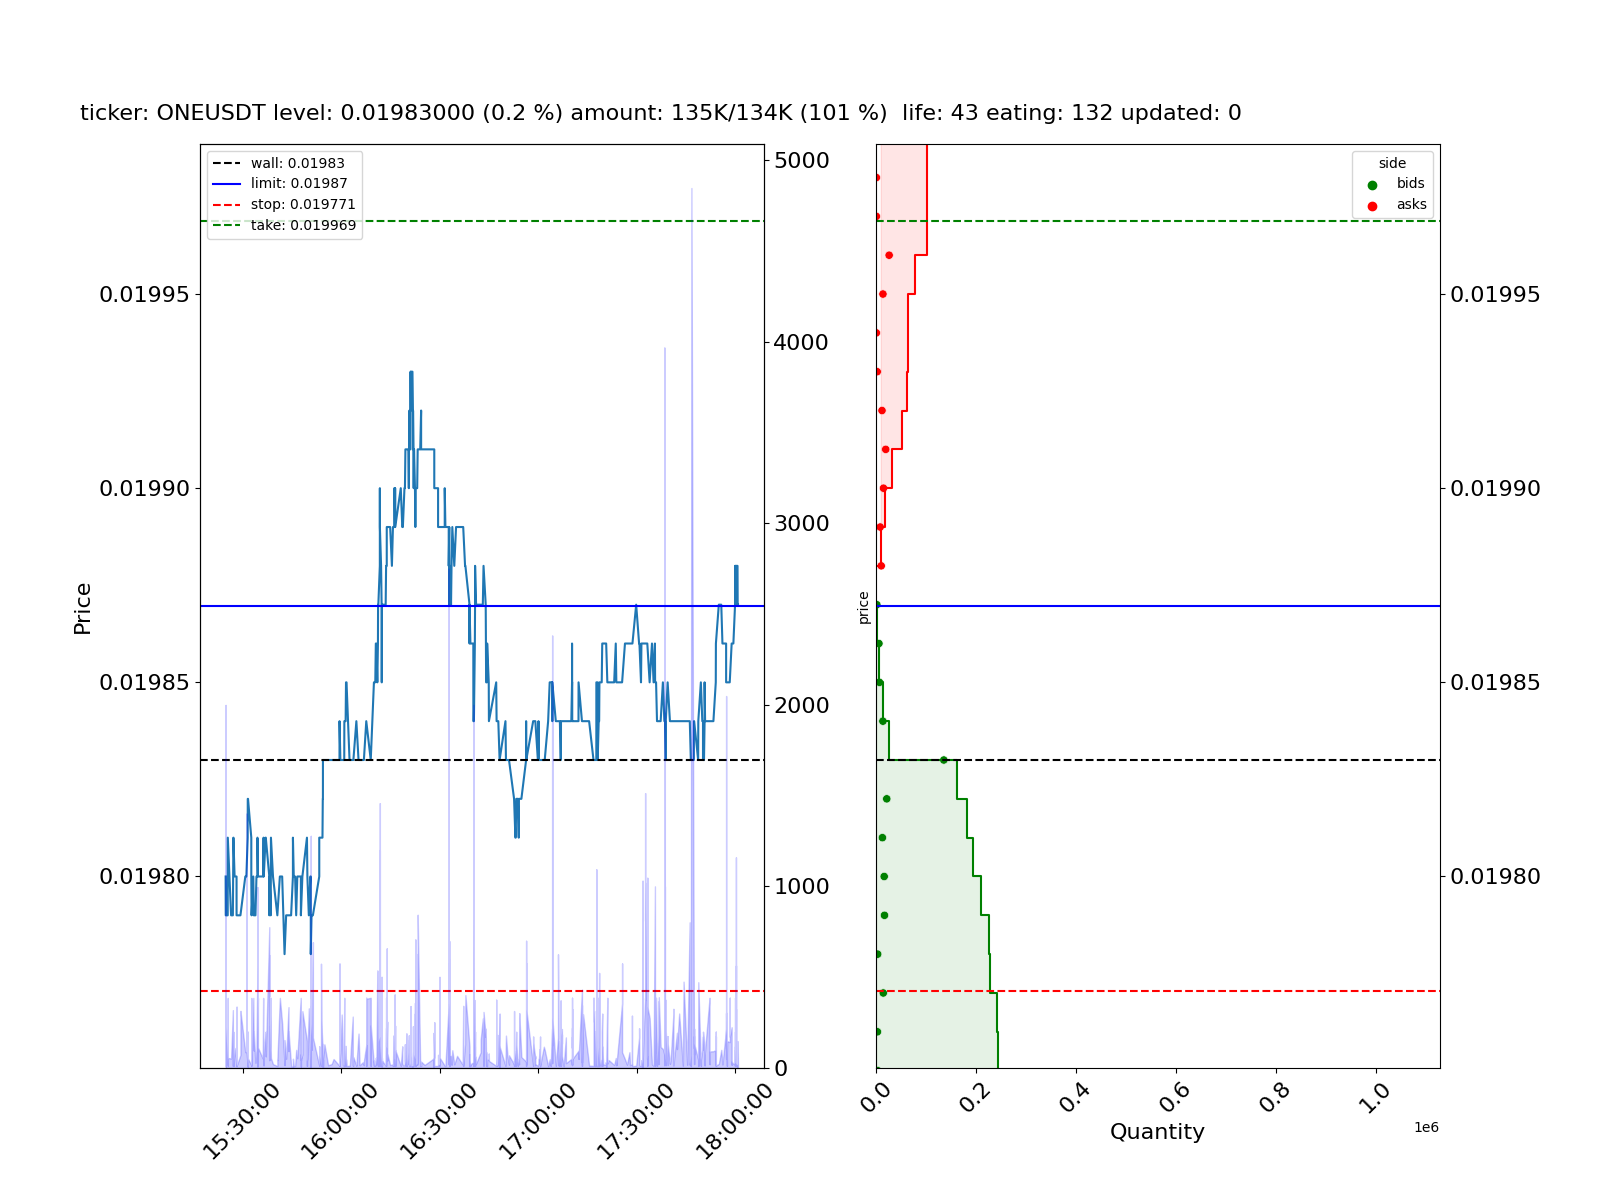 ticker: ONEUSDT level: 0.01983000 (0.2 %) amount: 135K/134K (101 %)  life: 43 eating: 132 updated: 0
wall: 0.01983
limit: 0.01987
stop: 0.019771
take: 0.019969
Price
0.01995
0.01990
0.01985
0.01980
5000
4000
3000
2000
1000
0
15:30:00
16:00:00
16:30:00
17:00:00
17:30:00
18:00:00
side
bids
asks
price
0.01995
0.01990
0.01985
0.01980
0.0
0.2
0.4
0.6
0.8
1.0
1e6
Quantity